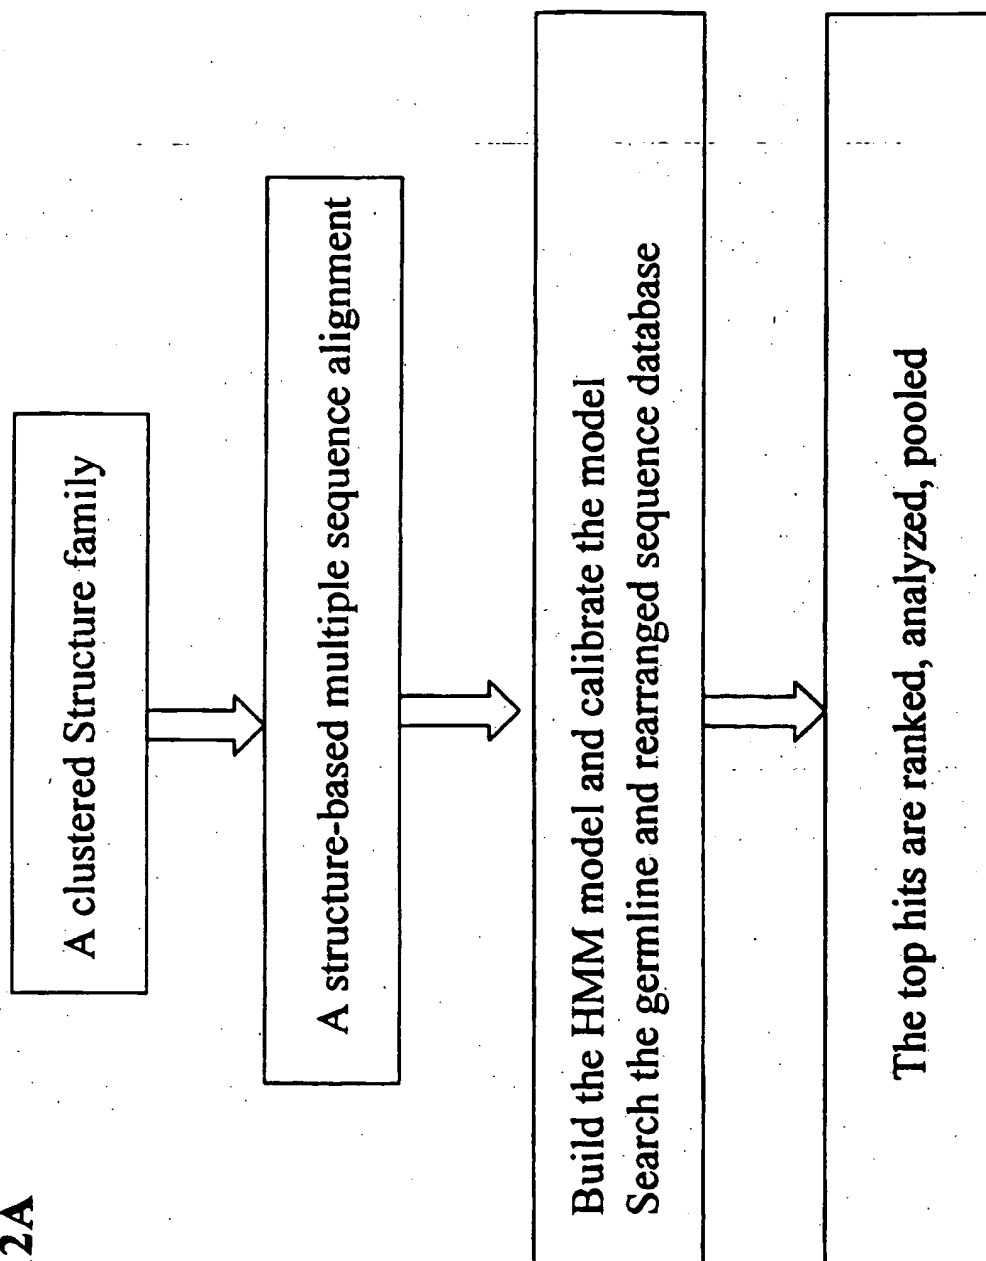 2A
A clustered Structure family
A structure-based multiple sequence alignment
Build the HMM model and calibrate the model
Search the germline and rearranged sequence database
The top hits are ranked, analyzed, pooled